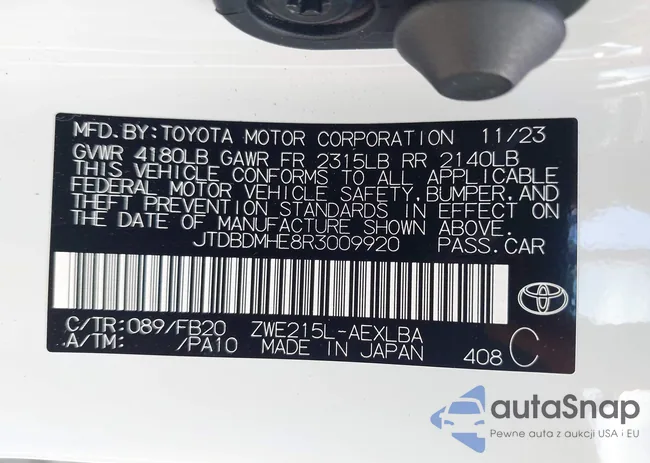 MFD.BY:TOYOTA MOTOR CORPORATION 11/23
GVWR 4180LB GAWR FR 2315LB RR 2140LB
THIS VEHICLE CONFORMS TO ALL APPLICABLE
FEDERAL MOTOR VEHICLE SAFETY, BUMPER, AND
THEFT PREVENTION STANDARDS IN EFFECT ON
THE DATE OF MANUFACTURE SHOWN ABOVE.
JTDBDMHE8R3009920 PASS.CAR
C/TR:089/FB20 ZWE215L-AEXLBA
A/TM: /PA10 MADE IN JAPAN 408 C
autaSnap
Pewne auta z aukcji USA i EU